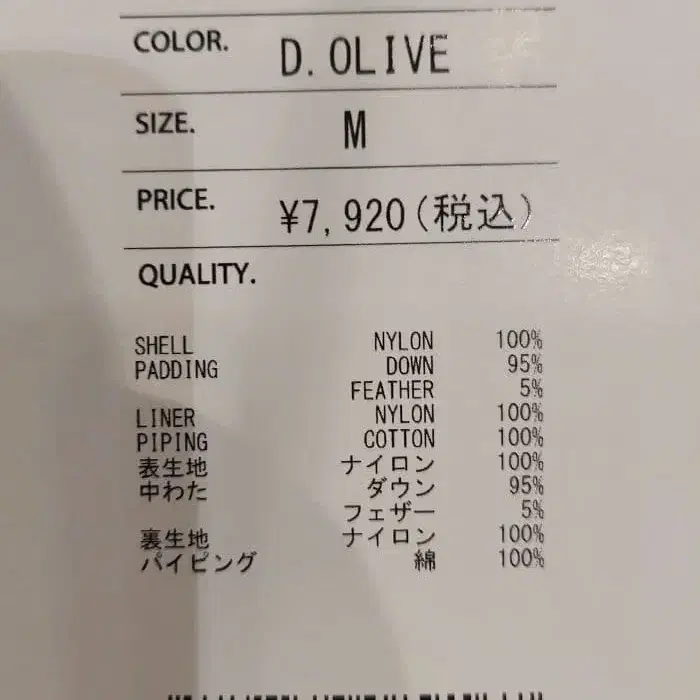 COLOR. D. OLIVE
SIZE. M
PRICE. ¥7,920(税込)
QUALITY.
SHELL NYLON 100%
PADDING DOWN 95%
FEATHER 5%
LINER NYLON 100%
PIPING COTTON 100%
表生地 ナイロン 100%
中わた ダウン 95%
フェザー 5%
裏生地 ナイロン 100%
パイピング 綿 100%